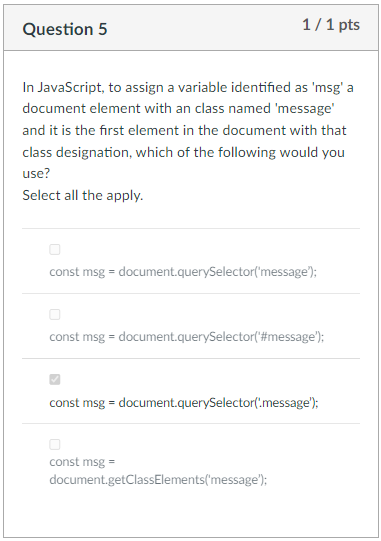 Question 5
1 / 1 pts
In JavaScript, to assign a variable identified as 'msg' a
document element with an class named 'message'
and it is the first element in the document with that
class designation, which of the following would you
use?
Select all the apply.
const msg = document.querySelector('message');
const msg = document.querySelector('#message');
const msg = document.querySelector('.message');
const msg =
document.getClassElements('message');